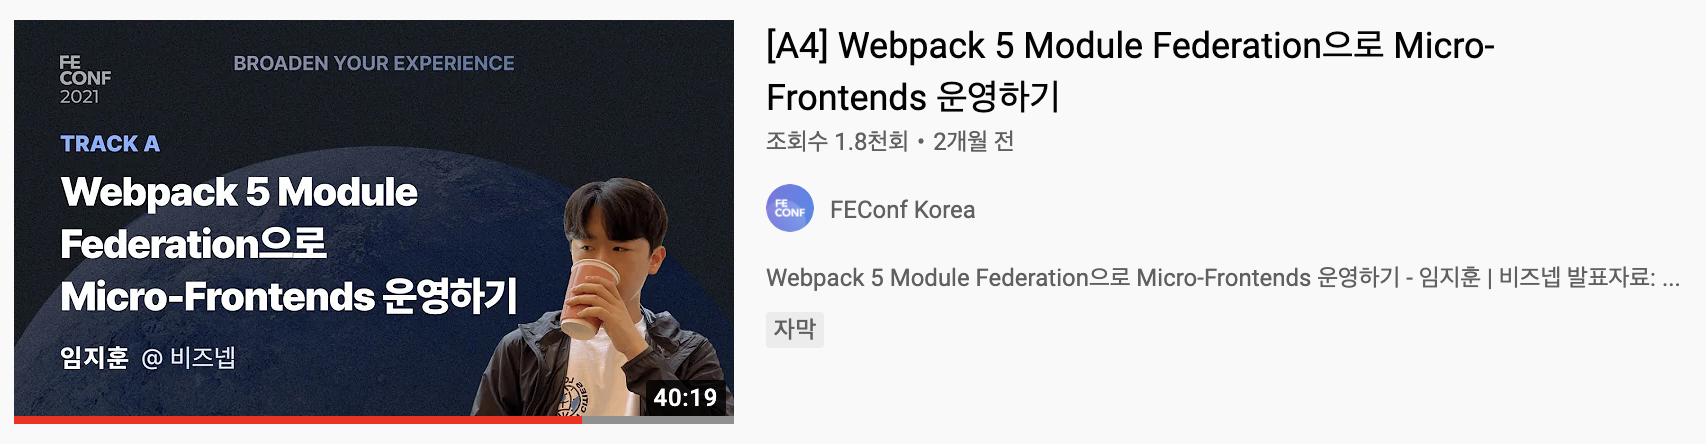 FE
CONF
2021
BROADEN YOUR EXPERIENCE
TRACK A
Webpack 5 Module
Federation으로
Micro-Frontends 운영하기
임지훈 @ 비즈넵
40:19
[A4] Webpack 5 Module Federation으로 Micro-
Frontends 운영하기
조회수 1.8천회 • 2개월 전
FE
CONF
FEConf Korea
Webpack 5 Module Federation으로 Micro-Frontends 운영하기 - 임지훈 | 비즈넵 발표자료: ...
자막